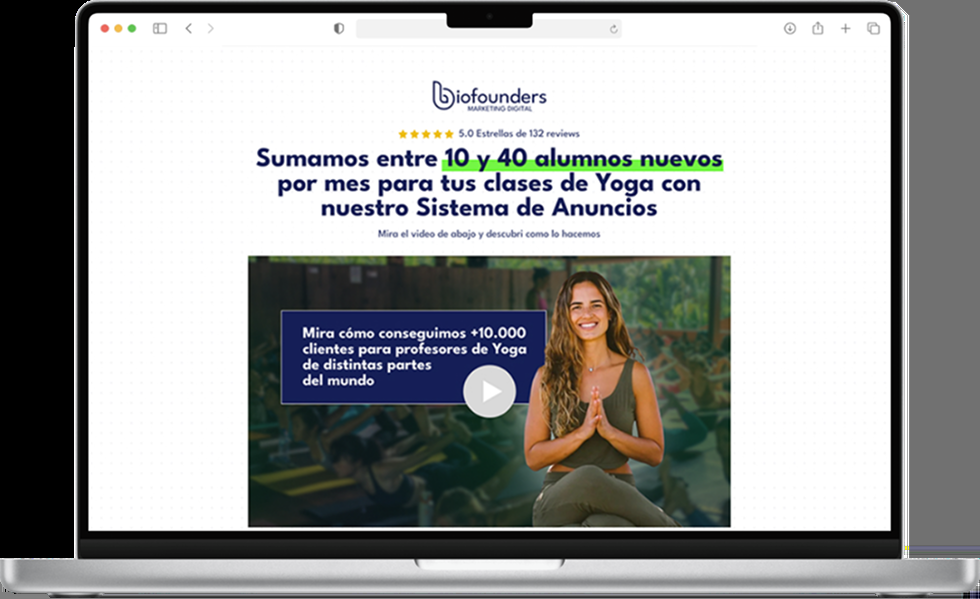 biofounders
MARKETING DIGITAL
5.0 Estrellas de 132 reviews
Sumamos entre 10 y 40 alumnos nuevos
por mes para tus clases de Yoga con
nuestro Sistema de Anuncios
Mira el video de abajo y descubri como lo hacemos
Mira cómo conseguimos +10.000
clientes para profesores de Yoga
de distintas partes
del mundo